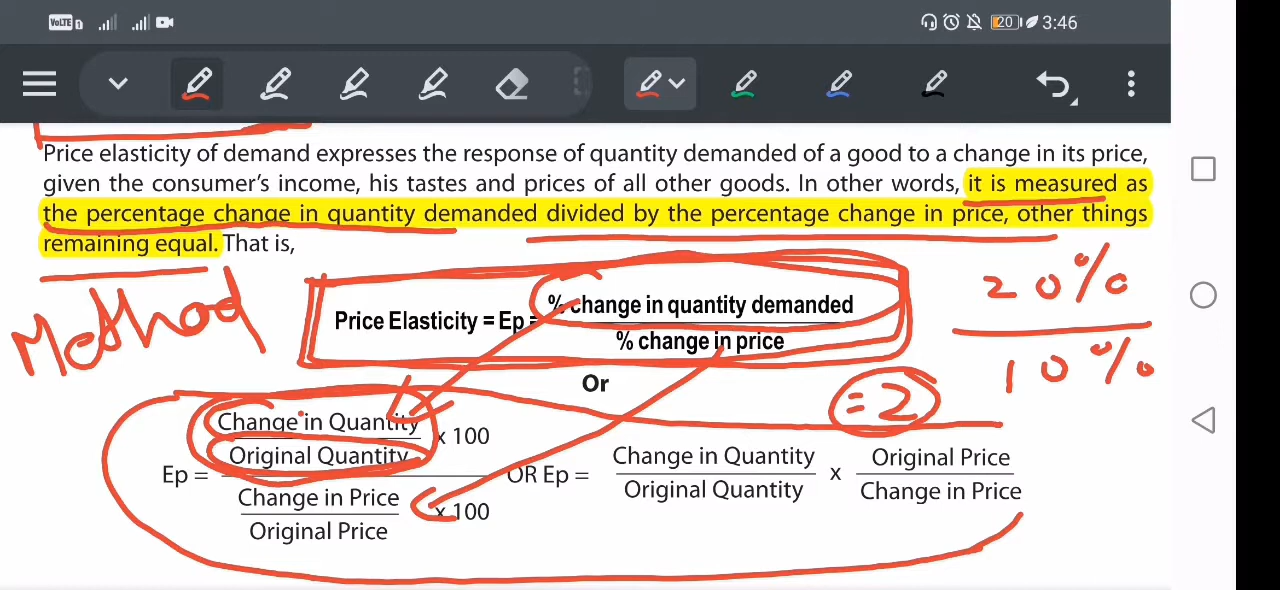 VoLTE 1 20 3:46
Price elasticity of demand expresses the response of quantity demanded of a good to a change in its price,
given the consumer's income, his tastes and prices of all other goods. In other words, it is measured as
the percentage change in quantity demanded divided by the percentage change in price, other things
remaining equal. That is,
Method
Price Elasticity = Ep = % change in quantity demanded
% change in price
20%
10%
= 2
Or
Ep = Change in Quantity
Original Quantity x 100
Change in Price
Original Price x 100
OR Ep = Change in Quantity
Original Quantity
x Original Price
Change in Price